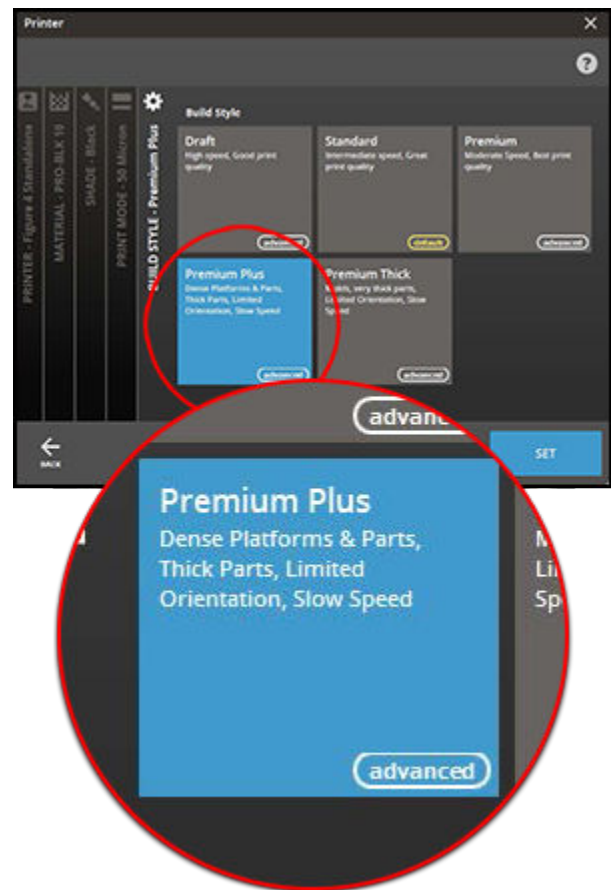 Printer
PRINTER - Figure 4 Standalone
MATERIAL - PRO-BLK 10
SHADE - Black
PRINT MODE - 50 Micron
BUILD STYLE - Premium Plus
Build Style
Draft
High speed, Good print
quality
advanced
Standard
Intermediate speed, Great
print quality
default
Premium
Moderate Speed, Best print
quality
advanced
Premium Plus
Dense Platforms & Parts,
Thick Parts, Limited
Orientation, Slow Speed
advanced
Premium Thick
Molds, very thick parts,
Limited Orientation, Slow
Speed
advanced
BACK
SET
advanc
Premium Plus
Dense Platforms & Parts,
Thick Parts, Limited
Orientation, Slow Speed
advanced
M
Li
Sp